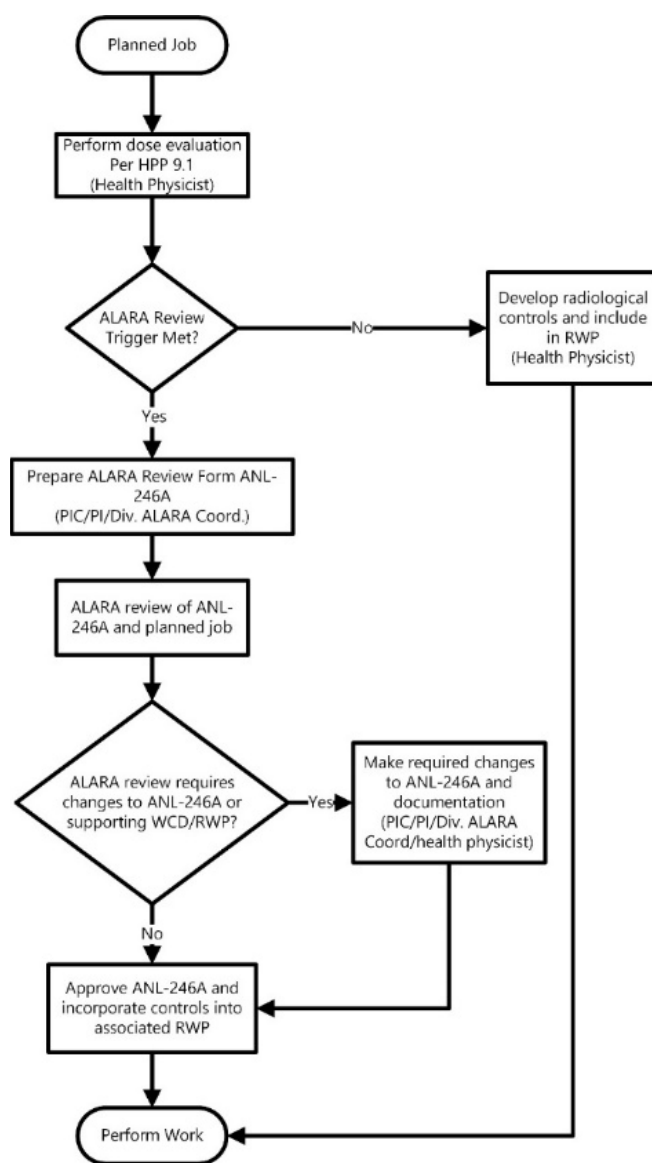 Planned Job
Perform dose evaluation
Per HPP 9.1
(Health Physicist)
ALARA Review
Trigger Met?
No
Develop radiological
controls and include
in RWP
(Health Physicist)
Yes
Prepare ALARA Review Form ANL-
246A
(PIC/PI/Div. ALARA Coord.)
ALARA review of ANL-
246A and planned job
ALARA review requires
changes to ANL-246A or
supporting WCD/RWP?
Yes
Make required changes
to ANL-246A and
documentation
(PIC/PI/Div. ALARA
Coord/health physicist)
No
Approve ANL-246A and
incorporate controls into
associated RWP
Perform Work